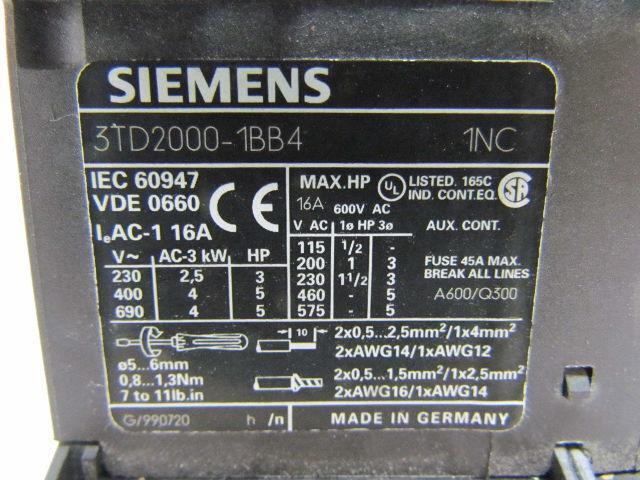 SIEMENS
3TD2000-1BB4 1NC
IEC 60947
VDE 0660 CE
IeAC-1 16A
V~ AC-3 kW HP
230 2,5 3
400 4 5
690 4 5
MAX.HP UL LISTED. 165C
IND. CONT.EQ. SA
16A 600V AC
V AC 1ø HP 3ø AUX. CONT.
115 1/2 -
200 1 3 FUSE 45A MAX.
230 1 1/2 3 BREAK ALL LINES
460 - 5 A600/Q300
575 - 5
10 2x0,5...2,5mm²/1x4mm²
2xAWG14/1xAWG12
ø5...6mm
0,8...1,3Nm 2x0,5...1,5mm²/1x2,5mm²
7 to 11lb.in 2xAWG16/1xAWG14
G/990720 h /n MADE IN GERMANY